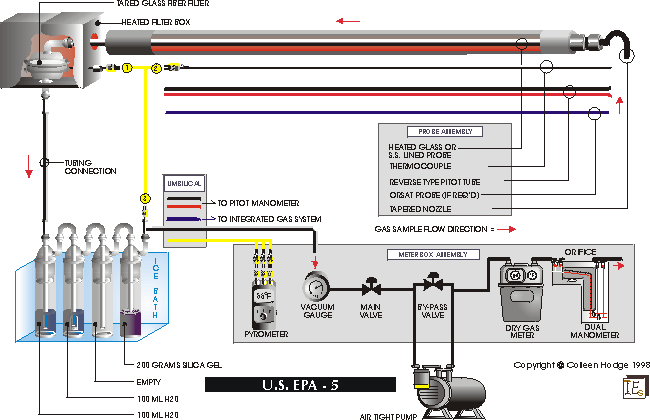 TARED GLASS FIBER FILTER
HEATED FILTER BOX
1
2
PROBE ASSEMBLY
HEATED GLASS OR
S.S. LINED PROBE
THERMOCOUPLE
REVERSE TYPE PITOT TUBE
ORSAT PROBE (IF REQ'D)
TAPERED NOZZLE
TUBING
CONNECTION
3
UMBILICAL
TO PITOT MANOMETER
TO INTEGRATED GAS SYSTEM
GAS SAMPLE FLOW DIRECTION =
ICE BATH
METER BOX ASSEMBLY
ORIFICE
68°F
PYROMETER
VACUUM
GAUGE
MAIN
VALVE
BY-PASS
VALVE
DRY GAS
METER
DUAL
MANOMETER
200 GRAMS SILICA GEL
EMPTY
100 ML H20
100 ML H20
U.S. EPA - 5
AIR TIGHT PUMP
Copyright @ Colleen Hodge 1998
IES